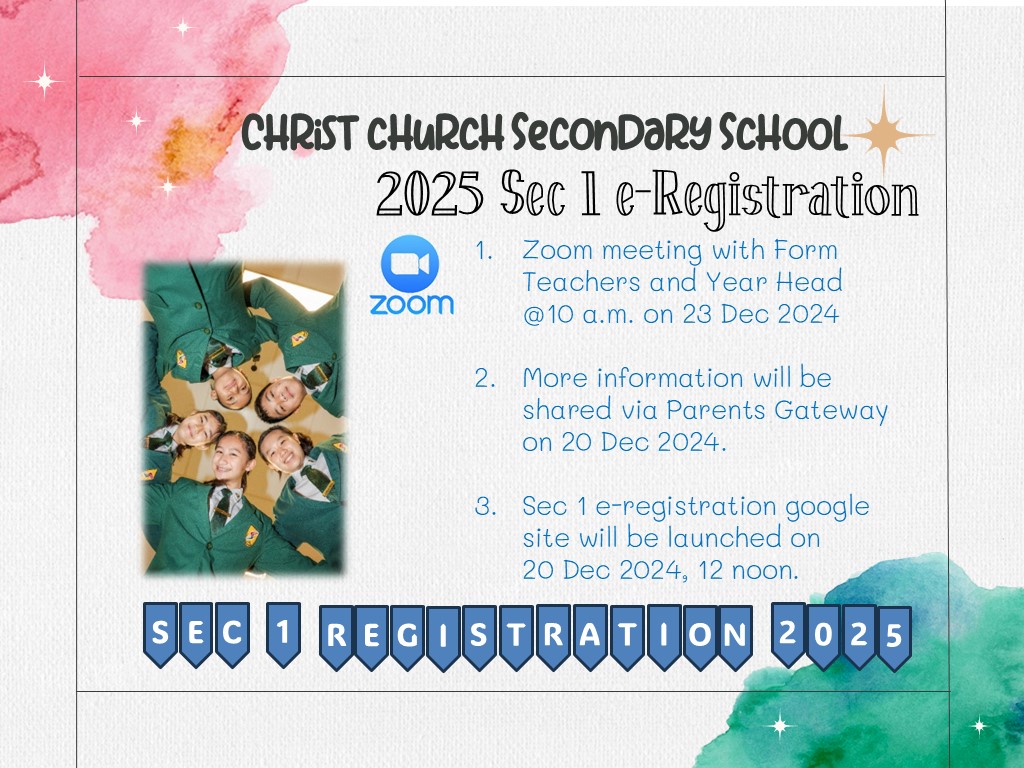 CHRiST CHuRCH SeconDaRy SCHOOL
2025 Sec 1 e-Registration
zoom
1. Zoom meeting with Form
Teachers and Year Head
@10 a.m. on 23 Dec 2024
2. More information will be
shared via Parents Gateway
on 20 Dec 2024.
3. Sec 1 e-registration google
site will be launched on
20 Dec 2024, 12 noon.
SEC 1 REGISTRATION 2025